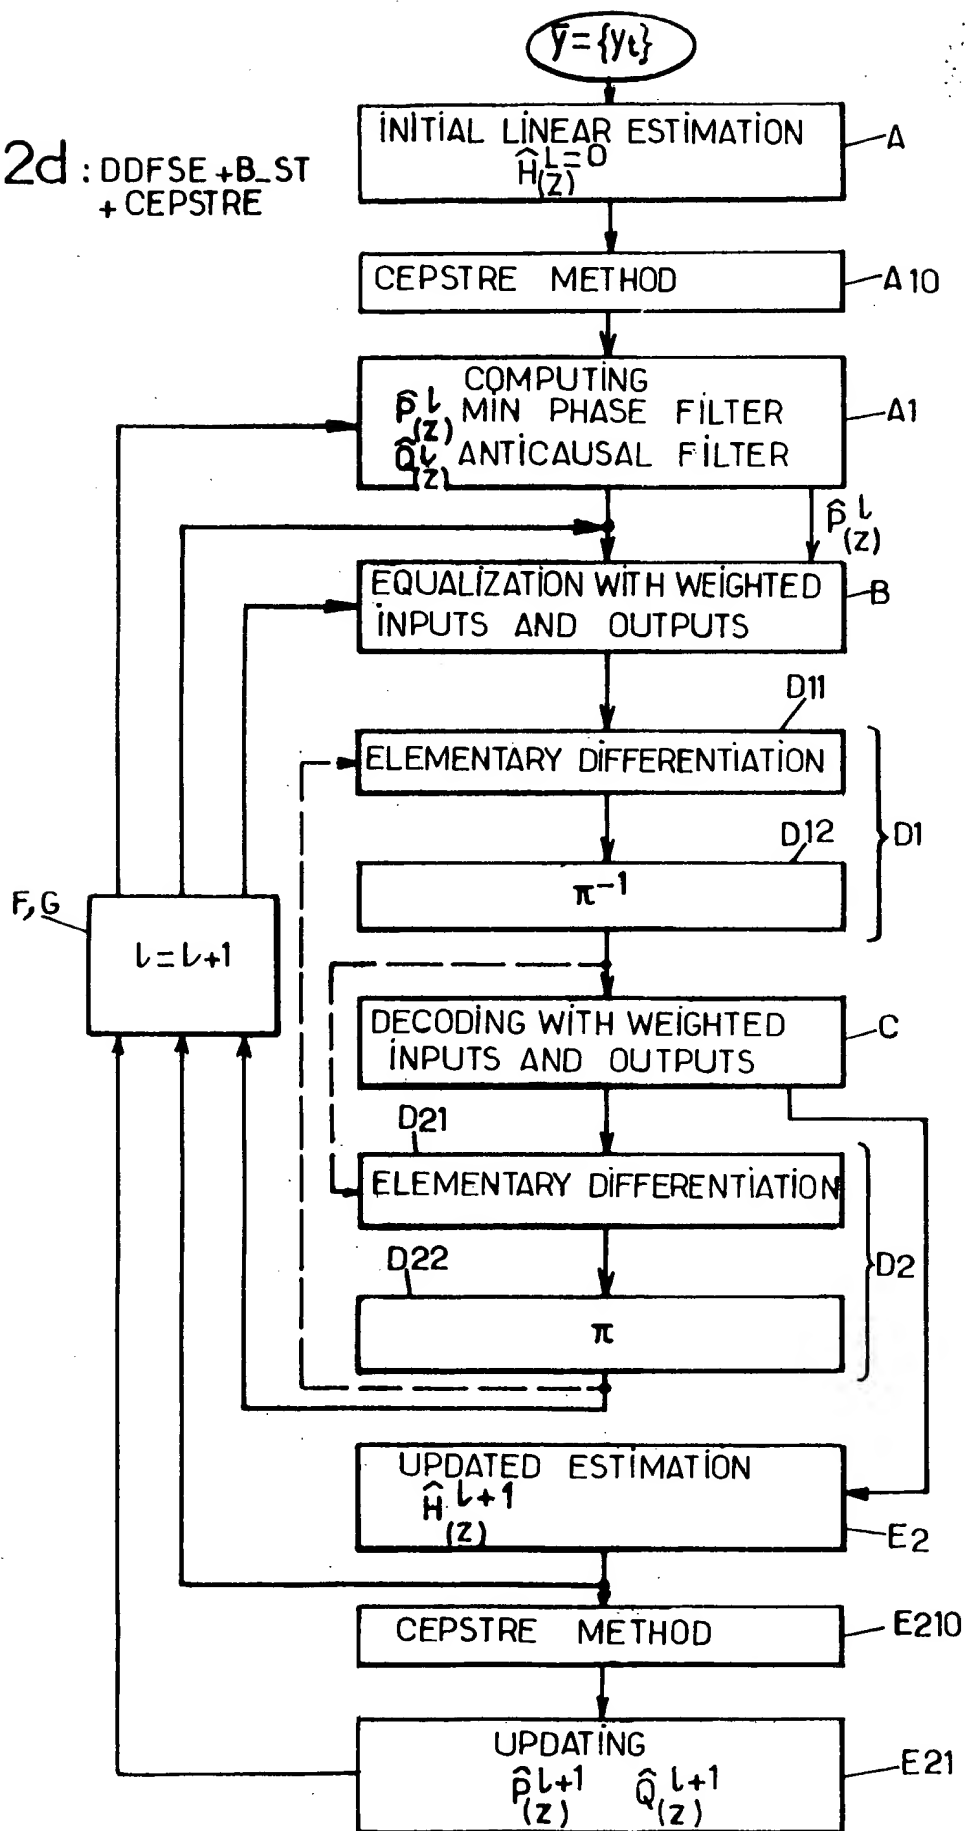 ȳ={yt}
2d : DDFSE +B_ST
+ CEPSTRE
INITIAL LINEAR ESTIMATION
Ĥ(Z) L=0
A
CEPSTRE METHOD
A10
COMPUTING
P̂(Z) L MIN PHASE FILTER
Q̂(Z) L ANTICAUSAL FILTER
A1
P̂(Z) L
EQUALIZATION WITH WEIGHTED
INPUTS AND OUTPUTS
B
D11
ELEMENTARY DIFFERENTIATION
D12
π-1
D1
F,G
L=L+1
DECODING WITH WEIGHTED
INPUTS AND OUTPUTS
C
D21
ELEMENTARY DIFFERENTIATION
D22
π
D2
UPDATED ESTIMATION
Ĥ(Z) L+1
E2
CEPSTRE METHOD
E210
UPDATING
P̂(Z) L+1 Q̂(Z) L+1
E21